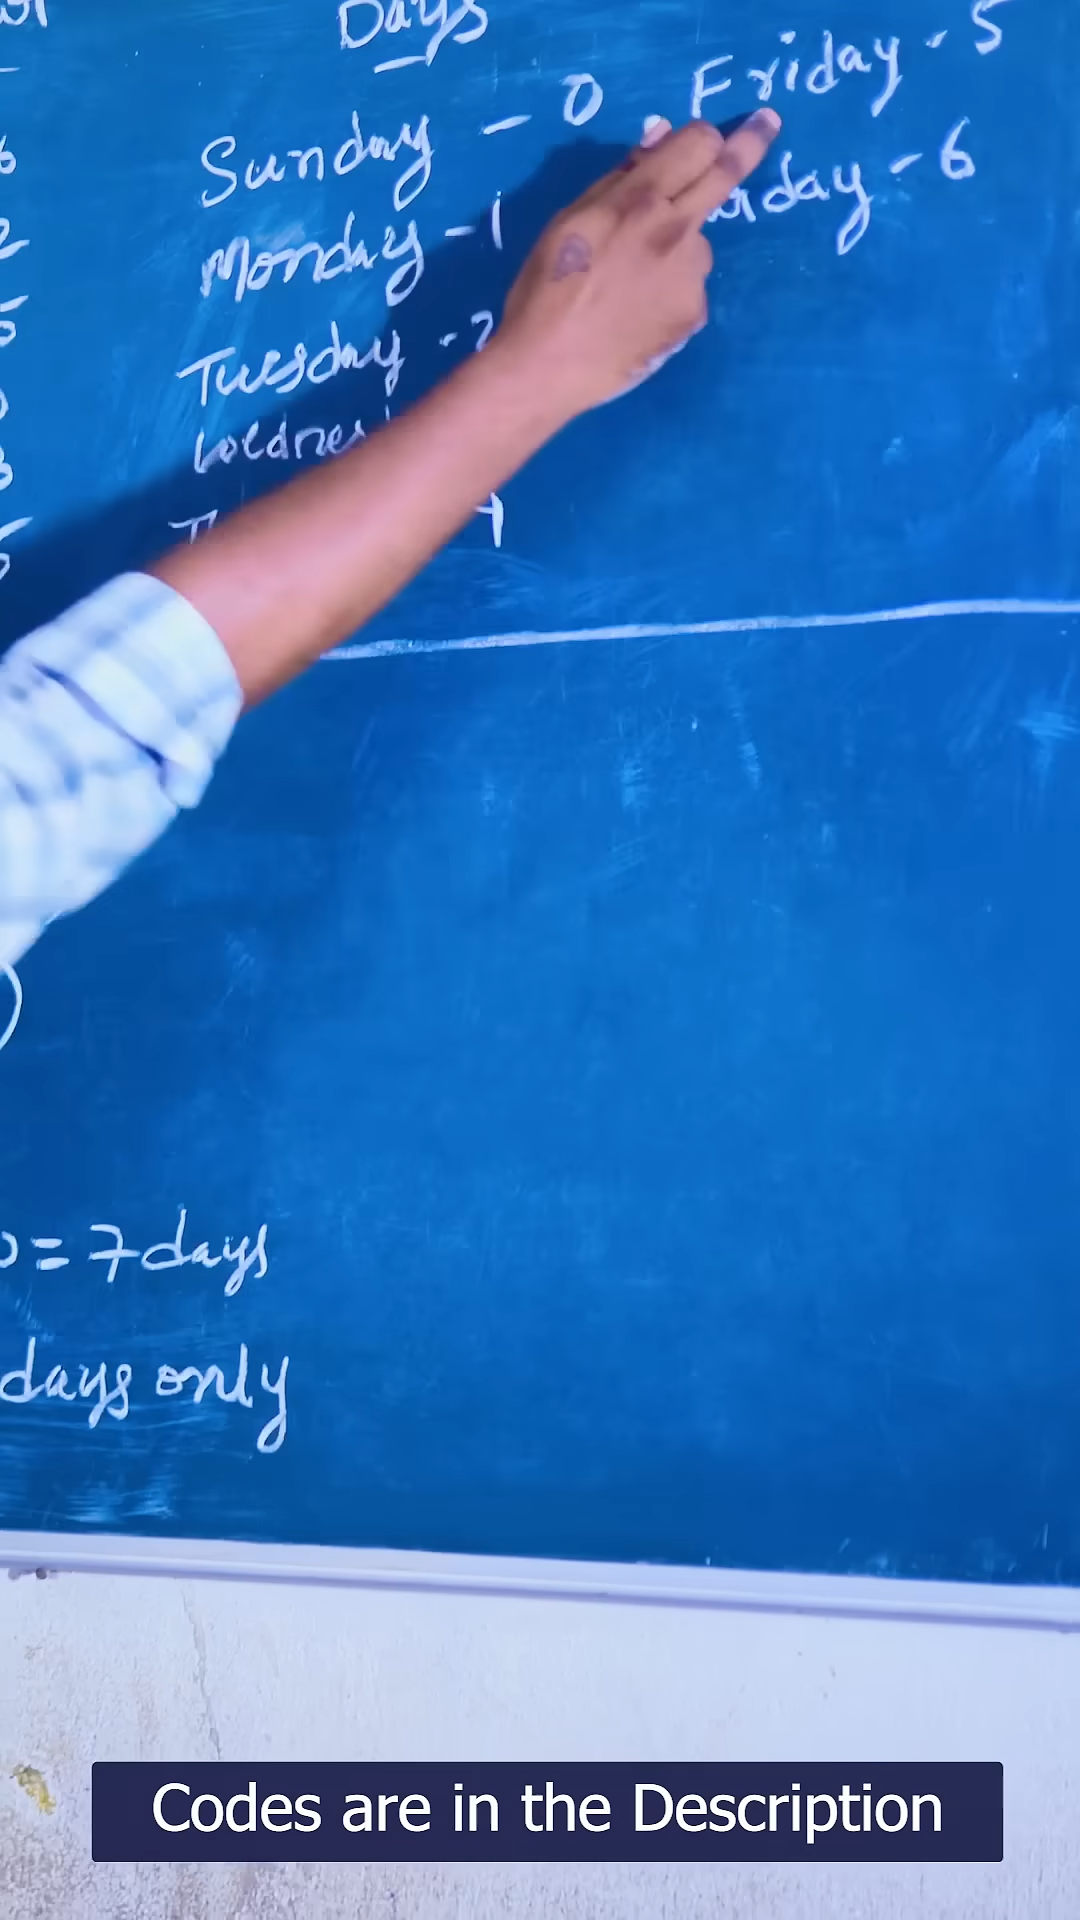 Days
Sunday - 0
Monday - 1
Tuesday - 2
4
Friday - 5
- 6
= 7 days
days only
Codes are in the Description